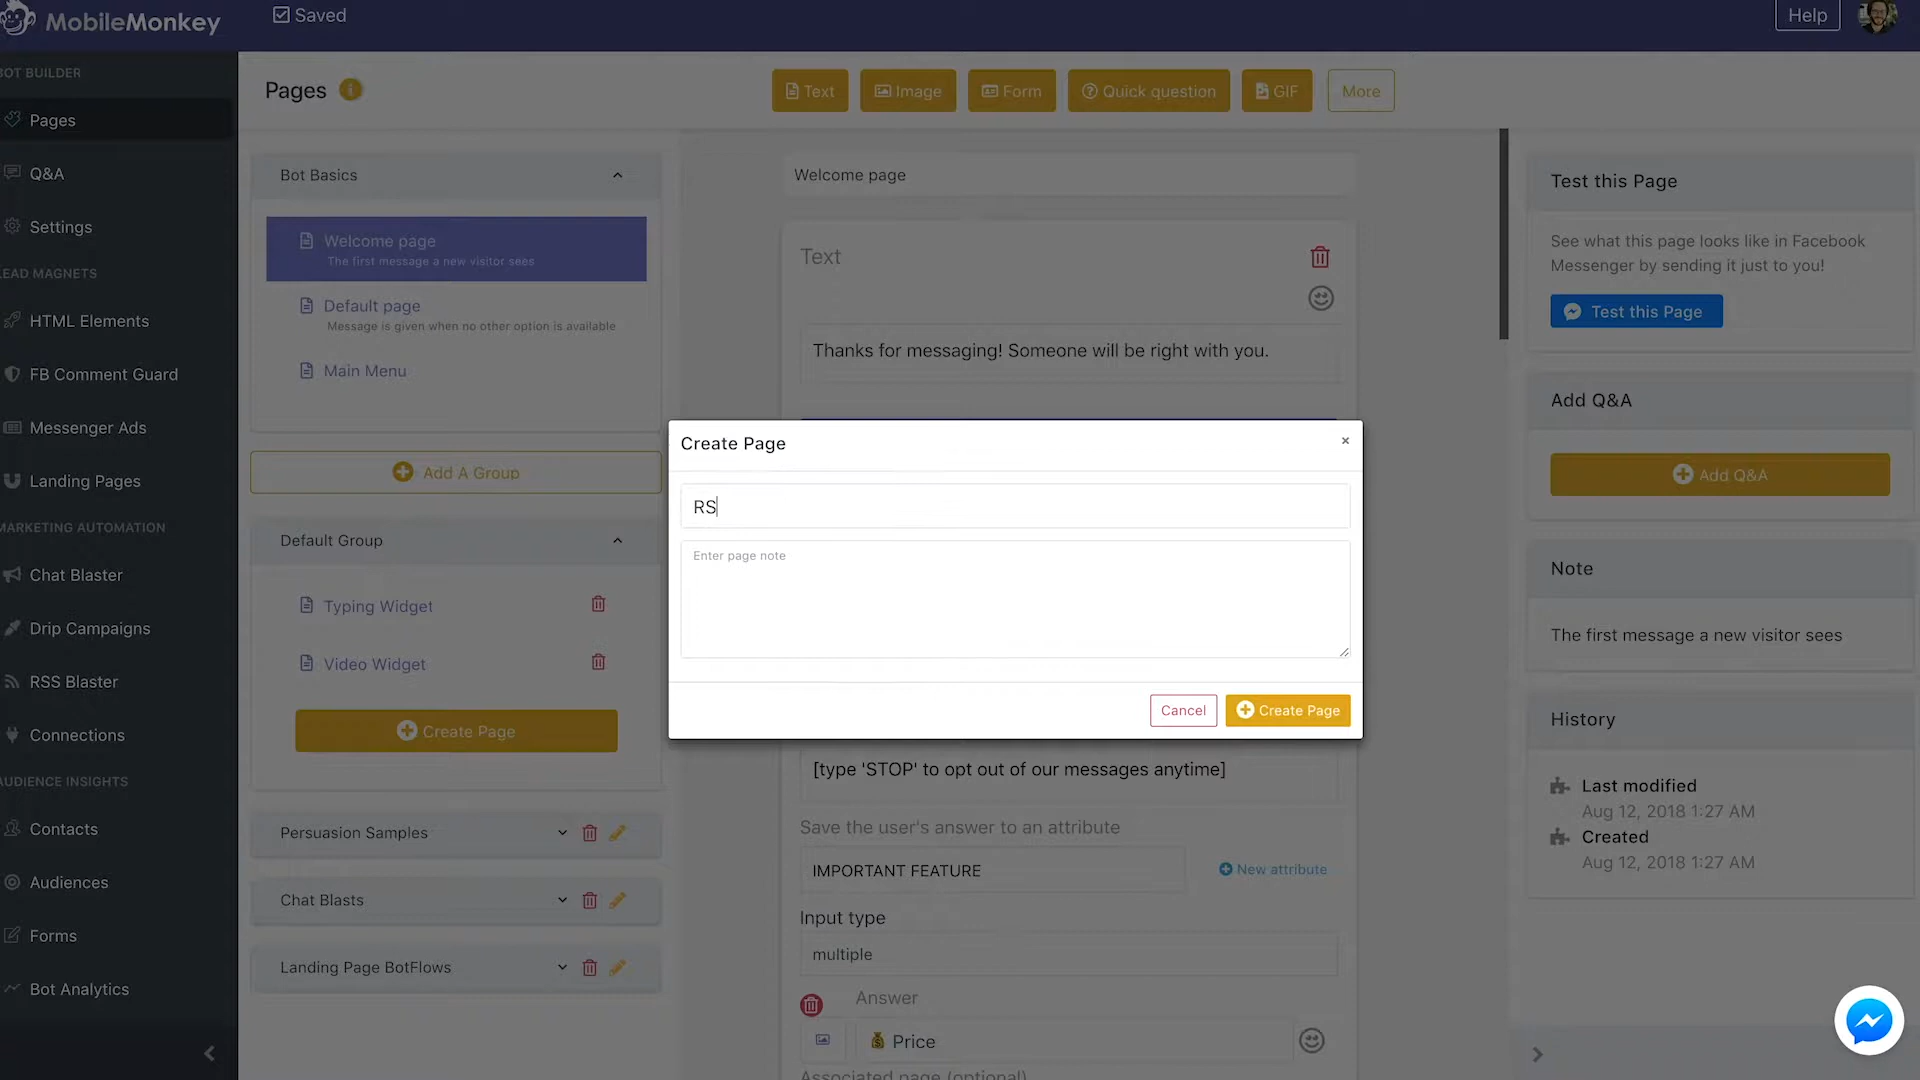 MobileMonkey
Saved
Help
BOT BUILDER
Pages
Q&A
Settings
LEAD MAGNETS
HTML Elements
FB Comment Guard
Messenger Ads
Landing Pages
MARKETING AUTOMATION
Chat Blaster
Drip Campaigns
RSS Blaster
Connections
AUDIENCE INSIGHTS
Contacts
Audiences
Forms
Bot Analytics
Pages
Text
Image
Form
Quick question
GIF
More
Bot Basics
Welcome page
The first message a new visitor sees
Default page
Message is given when no other option is available
Main Menu
Add A Group
Default Group
Typing Widget
Video Widget
Create Page
Persuasion Samples
Chat Blasts
Landing Page BotFlows
Welcome page
Text
Thanks for messaging! Someone will be right with you.
Create Page
×
RS
Enter page note
Cancel
Create Page
[type 'STOP' to opt out of our messages anytime]
Save the user's answer to an attribute
IMPORTANT FEATURE
New attribute
Input type
multiple
Answer
💰 Price
Associated page (optional)
Test this Page
See what this page looks like in Facebook
Messenger by sending it just to you!
Test this Page
Add Q&A
Add Q&A
Note
The first message a new visitor sees
History
Last modified
Aug 12, 2018 1:27 AM
Created
Aug 12, 2018 1:27 AM